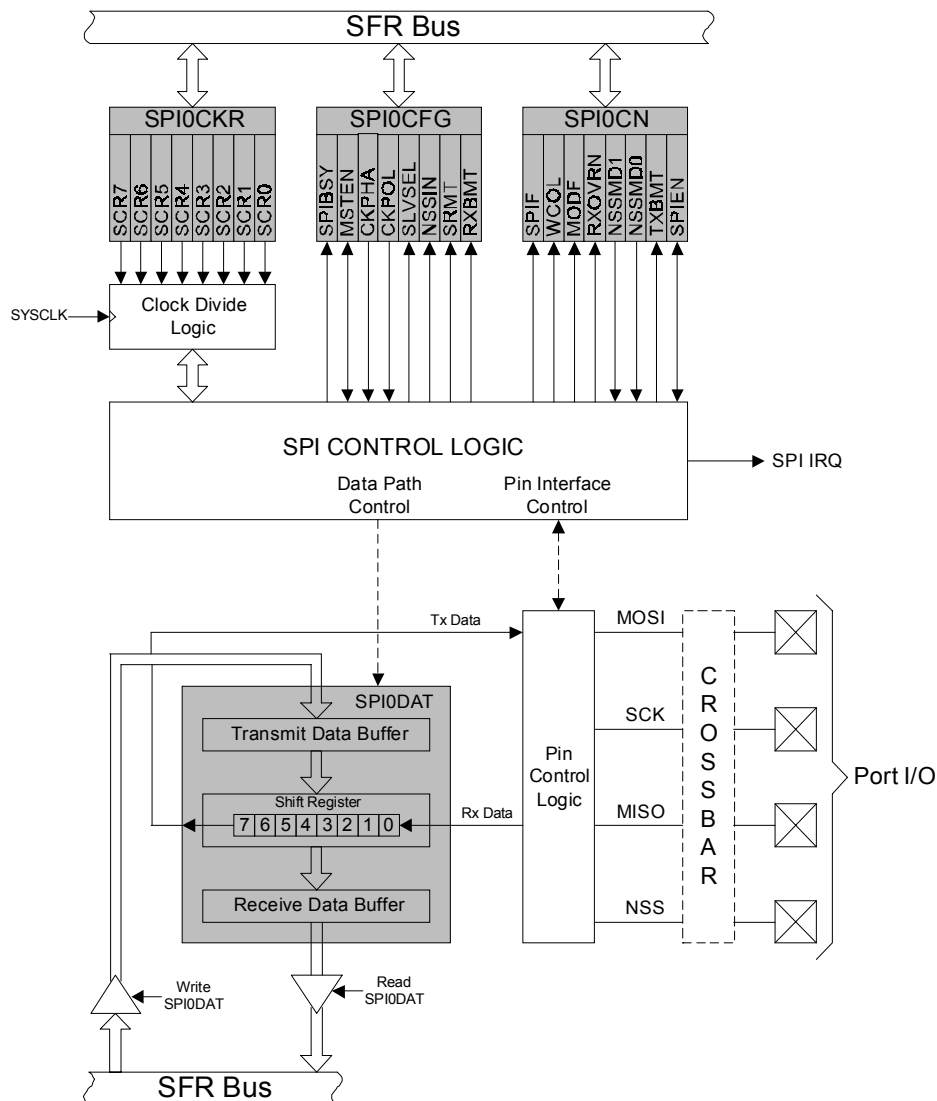 SFR Bus
SPI0CKR
SPI0CFG
SPI0CN
SCR7
SCR6
SCR5
SCR4
SCR3
SCR2
SCR1
SCR0
SPIBSY
MSTEN
CKPHA
CKPOL
SLVSEL
NSSIN
SRMT
RXBMT
SPIF
WCOL
MODF
RXOVRN
NSSMD1
NSSMD0
TXBMT
SPIEN
SYSCLK
Clock Divide
Logic
SPI CONTROL LOGIC
SPI IRQ
Data Path
Control
Pin Interface
Control
Tx Data
MOSI
SPI0DAT
Transmit Data Buffer
SCK
Shift Register
7 6 5 4 3 2 1 0
Rx Data
Pin
Control
Logic
MISO
CROSSBAR
Port I/O
Receive Data Buffer
NSS
Write
SPI0DAT
Read
SPI0DAT
SFR Bus